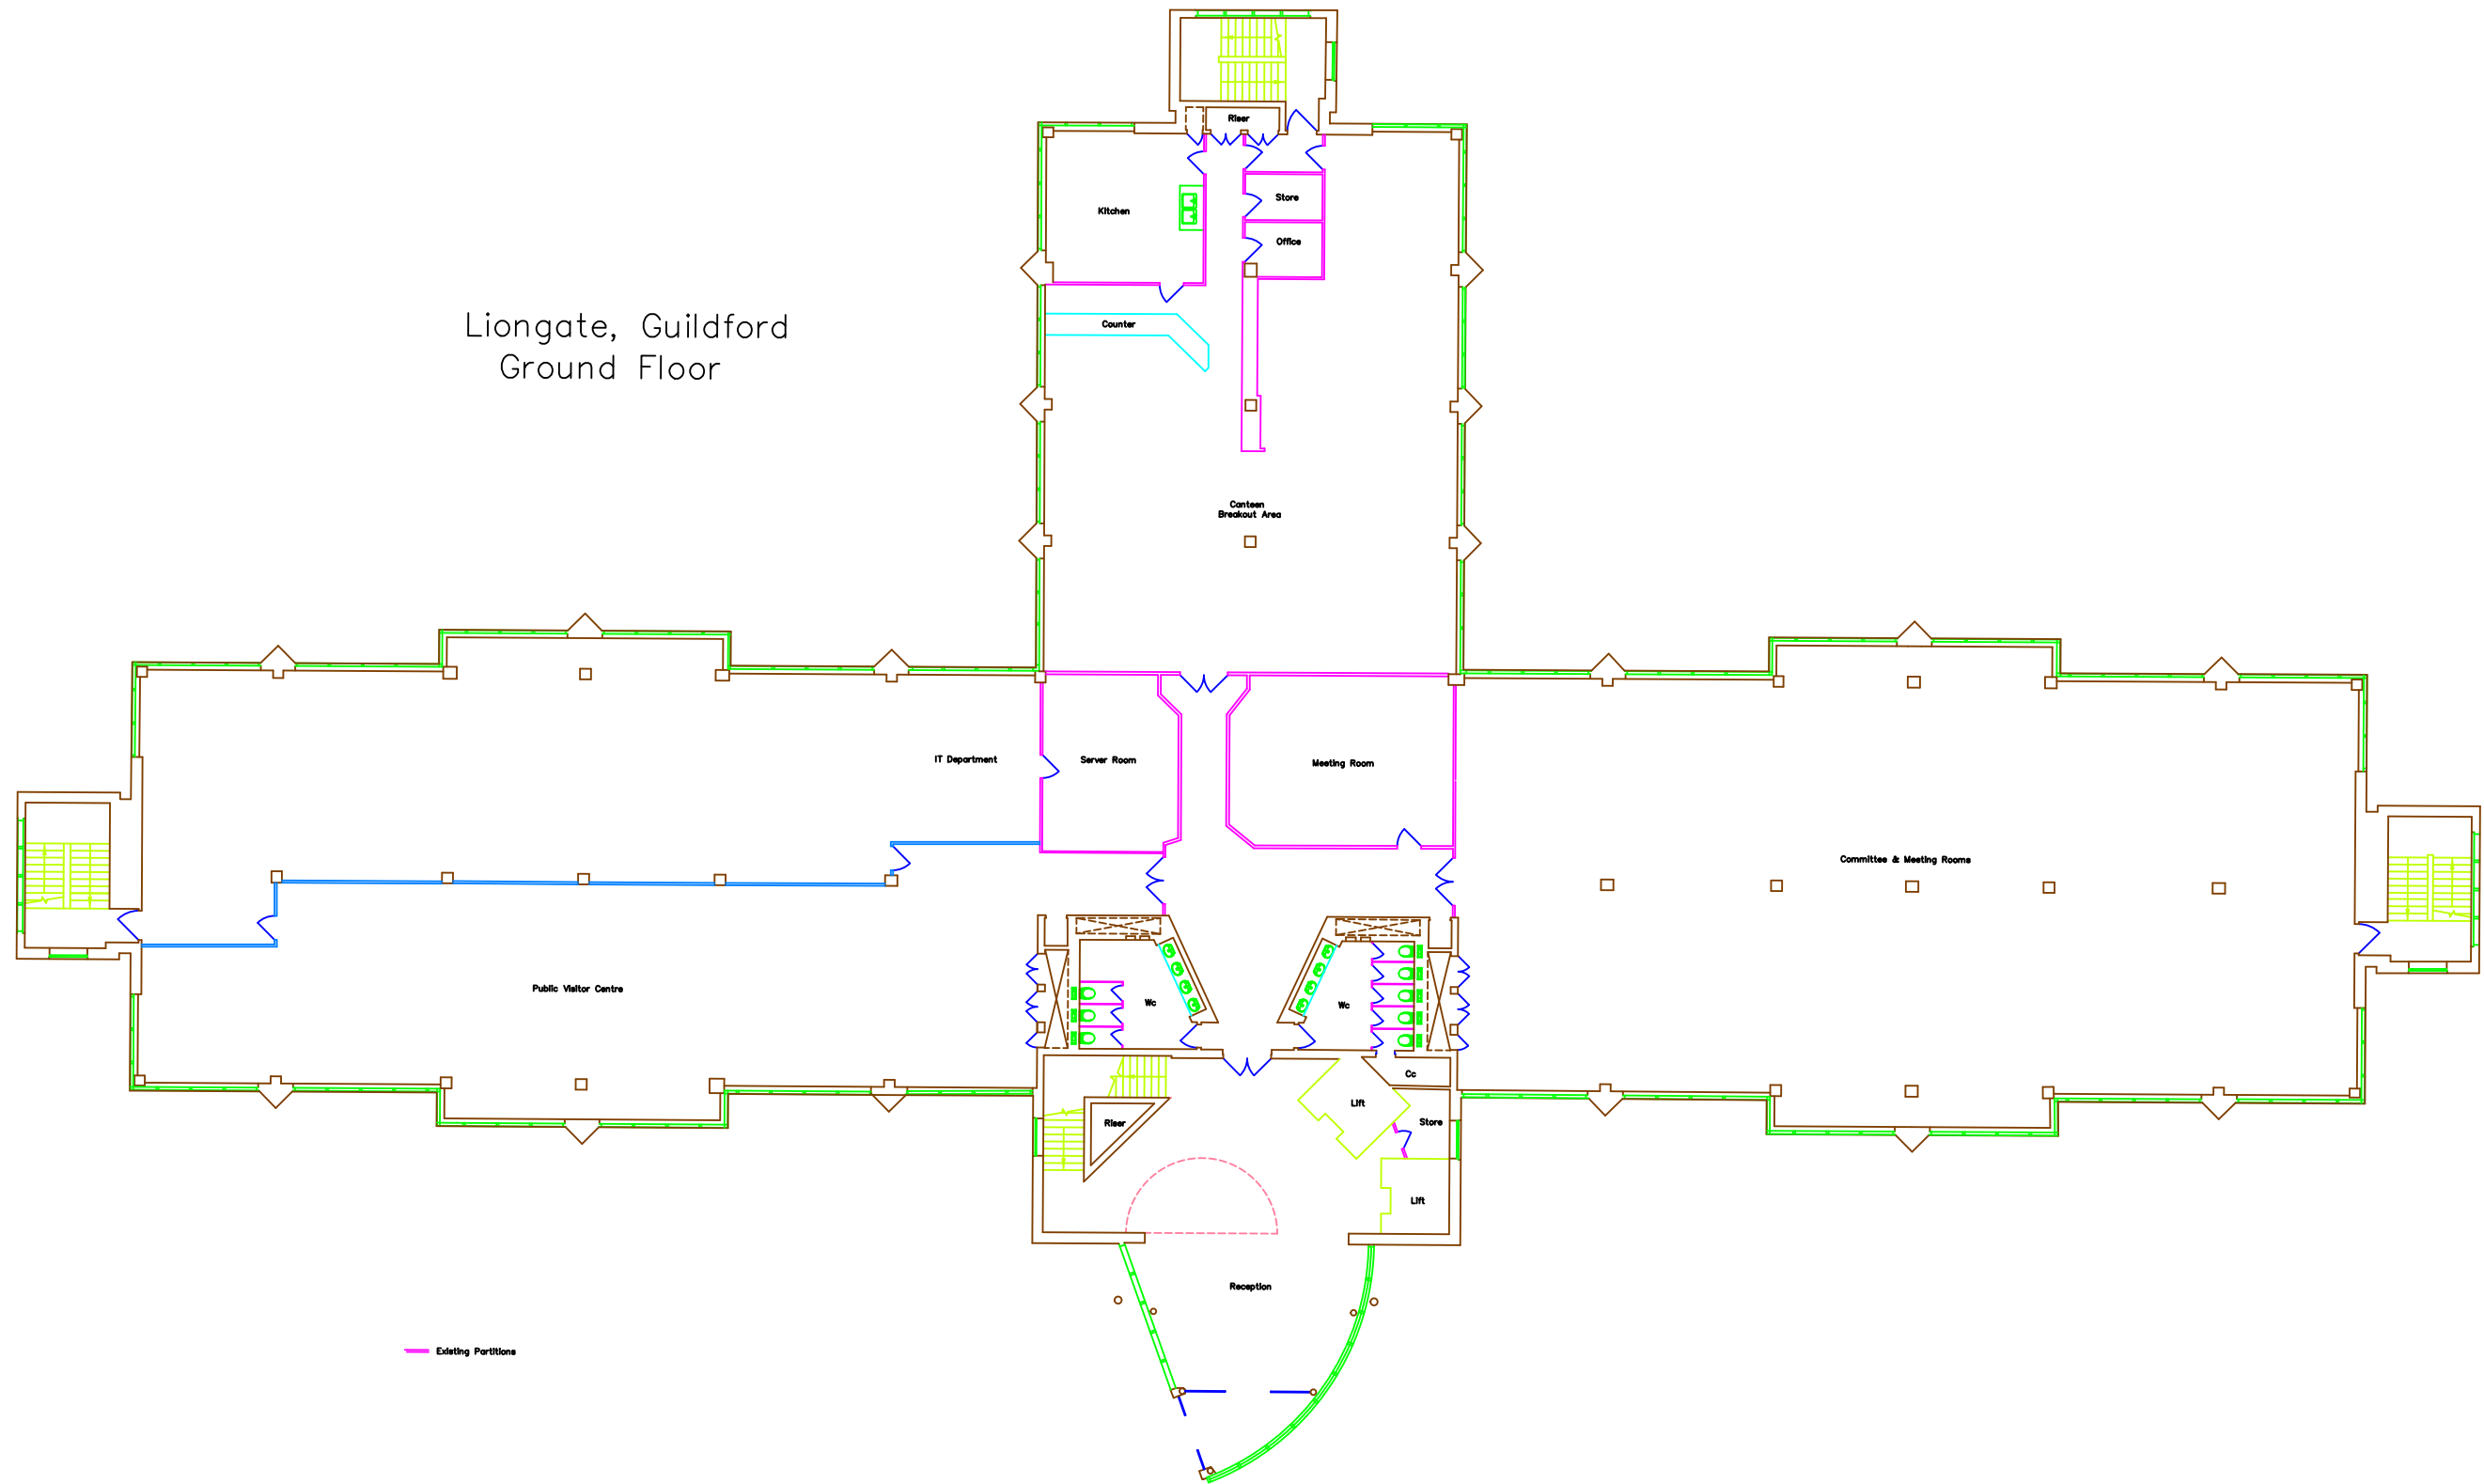 Riser
Kitchen
Store
Office
Counter
Liongate, Guildford
Ground Floor
Canteen
Breakout Area
IT Department
Server Room
Meeting Room
Committee & Meeting Rooms
Public Visitor Centre
Wc
Wc
Cc
Lift
Riser
Store
Lift
Reception
Existing Partitions